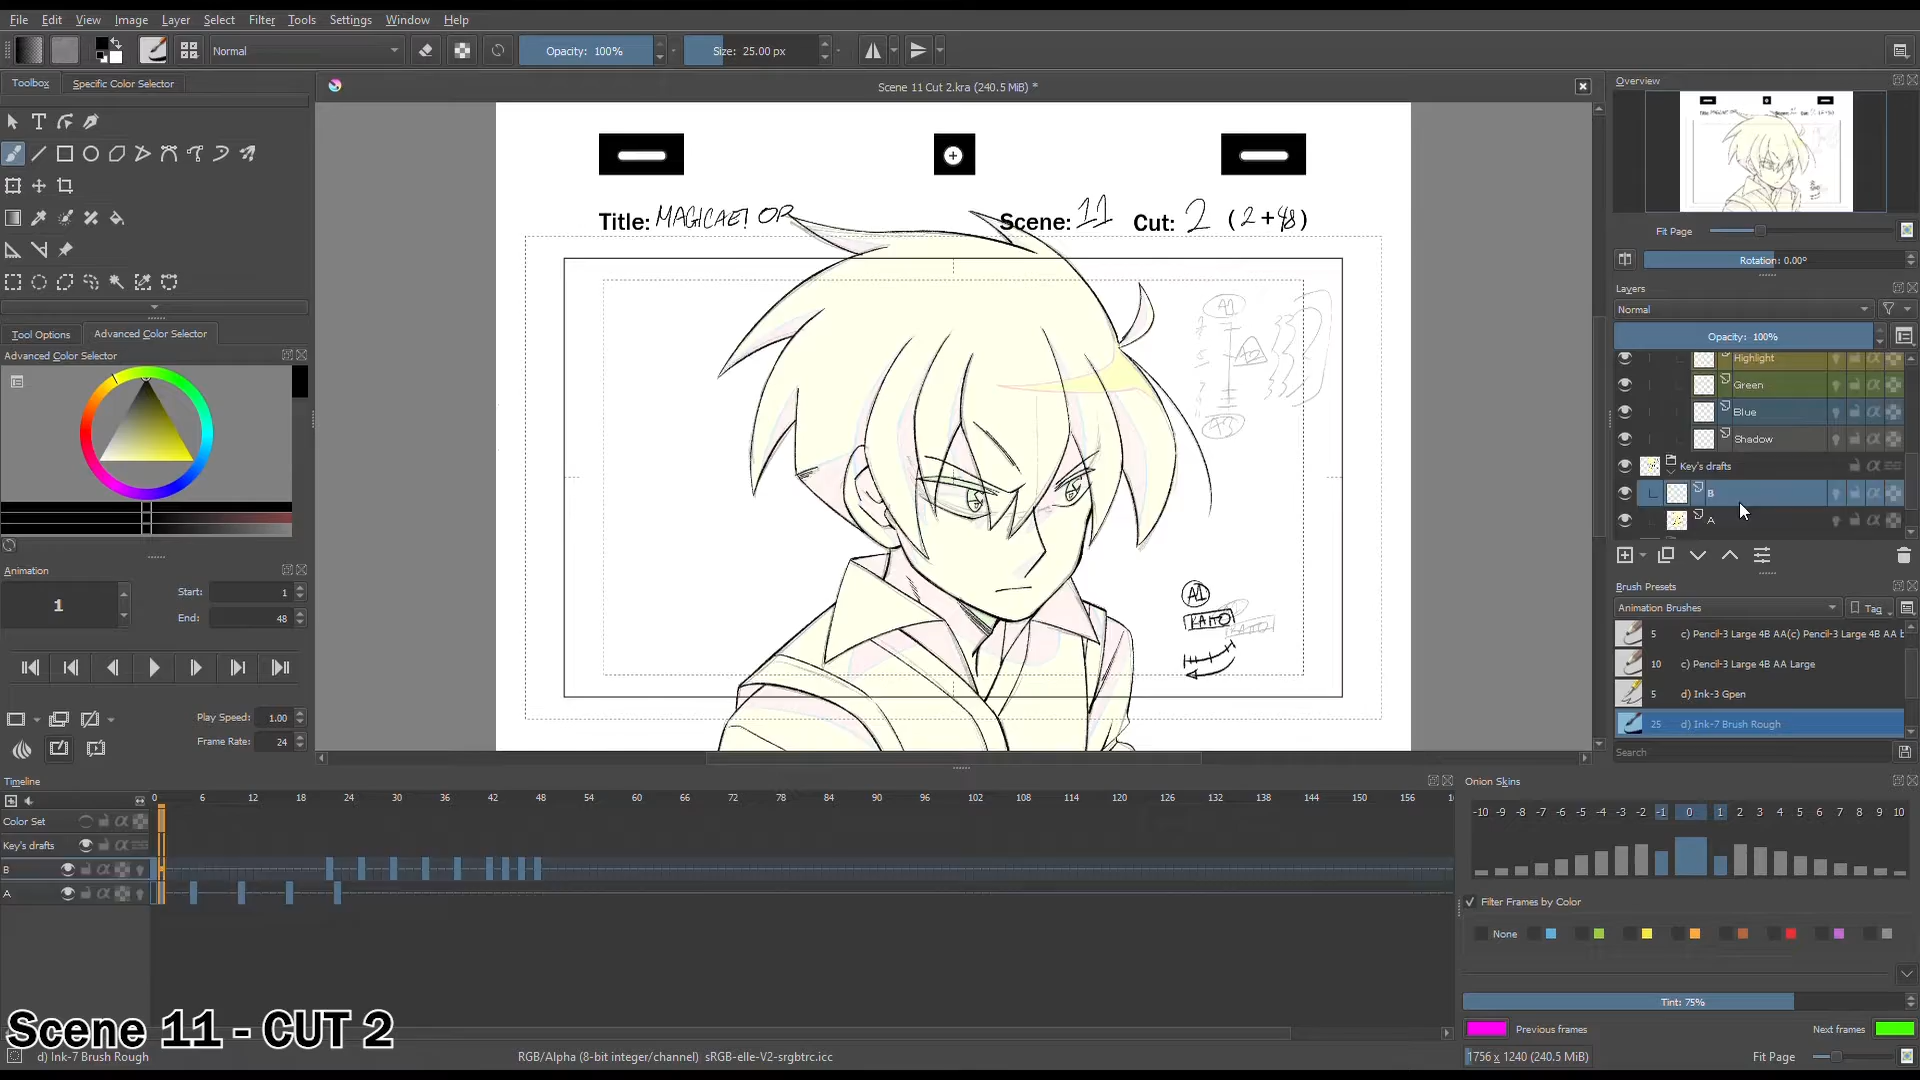 File Edit View Image Layer Select Filter Tools Settings Window Help
Normal Opacity: 100% Size: 25.00 px
Toolbox Specific Color Selector
Scene 11 Cut 2.kra (240.5 MiB) *
Tool Options Advanced Color Selector
Advanced Color Selector
Animation
1
Start: 1
End: 48
Play Speed: 1.00
Frame Rate: 24
Title: MAGICAE! OP Scene: 11 Cut: 2 (2+48)
A1
A2
A3
A1
KAITO
KAITO
Overview
Fit Page
Rotation: 0.00°
Layers
Normal
Opacity: 100%
Highlight
Green
Blue
Shadow
Key's drafts
B
A
Brush Presets
Animation Brushes Tag
5 c) Pencil-3 Large 4B AA(c) Pencil-3 Large 4B AA
10 c) Pencil-3 Large 4B AA Large
5 d) Ink-3 Gpen
25 d) Ink-7 Brush Rough
Search
Timeline
0 6 12 18 24 30 36 42 48 54 60 66 72 78 84 90 96 102 108 114 120 126 132 138 144 150 156
Color Set
Key's drafts
B
A
Onion Skins
-10 -9 -8 -7 -6 -5 -4 -3 -2 -1 0 1 2 3 4 5 6 7 8 9 10
Filter Frames by Color
None
Tint: 75%
Previous frames Next frames
Scene 11 - CUT 2
d) Ink-7 Brush Rough RGB/Alpha (8-bit integer/channel) sRGB-elle-V2-srgbtrc.icc 1756 x 1240 (240.5 MiB) Fit Page